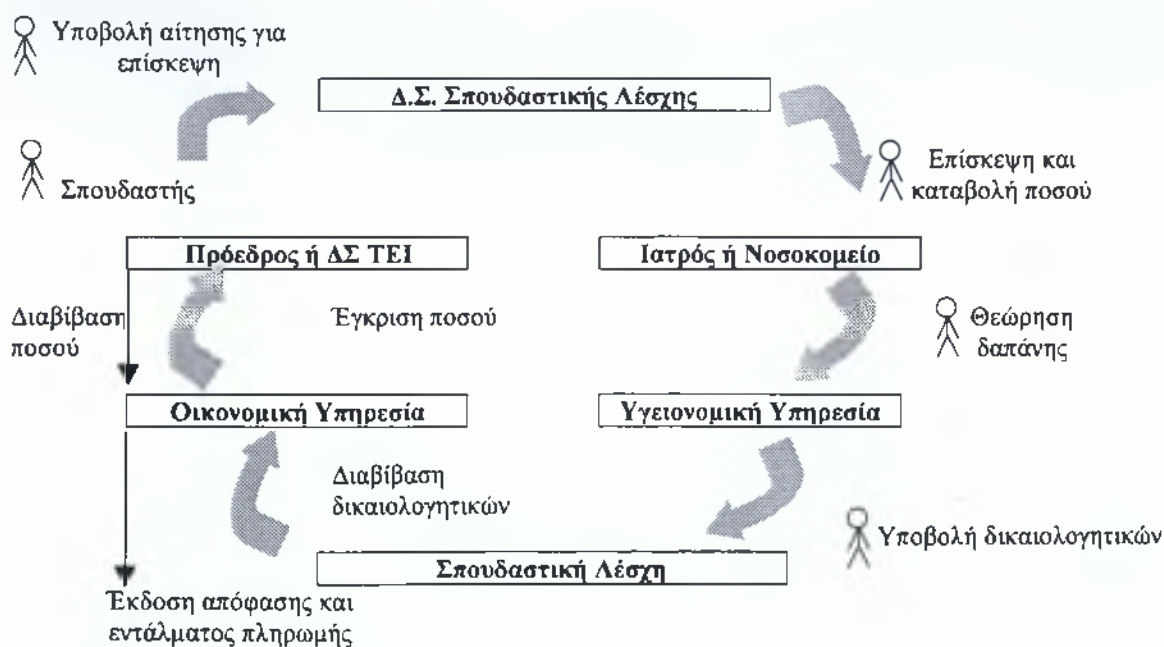 Υποβολή αίτησης για
επίσκεψη
Δ.Σ. Σπουδαστικής Λέσχης
Σπουδαστής
Επίσκεψη και
καταβολή ποσού
Πρόεδρος ή ΔΣ ΤΕΙ
Ιατρός ή Νοσοκομείο
Διαβίβαση
ποσού
Έγκριση ποσού
Θεώρηση
δαπάνης
Οικονομική Υπηρεσία
Υγειονομική Υπηρεσία
Διαβίβαση
δικαιολογητικών
Υποβολή δικαιολογητικών
Σπουδαστική Λέσχη
Έκδοση απόφασης και
εντάλματος πληρωμής